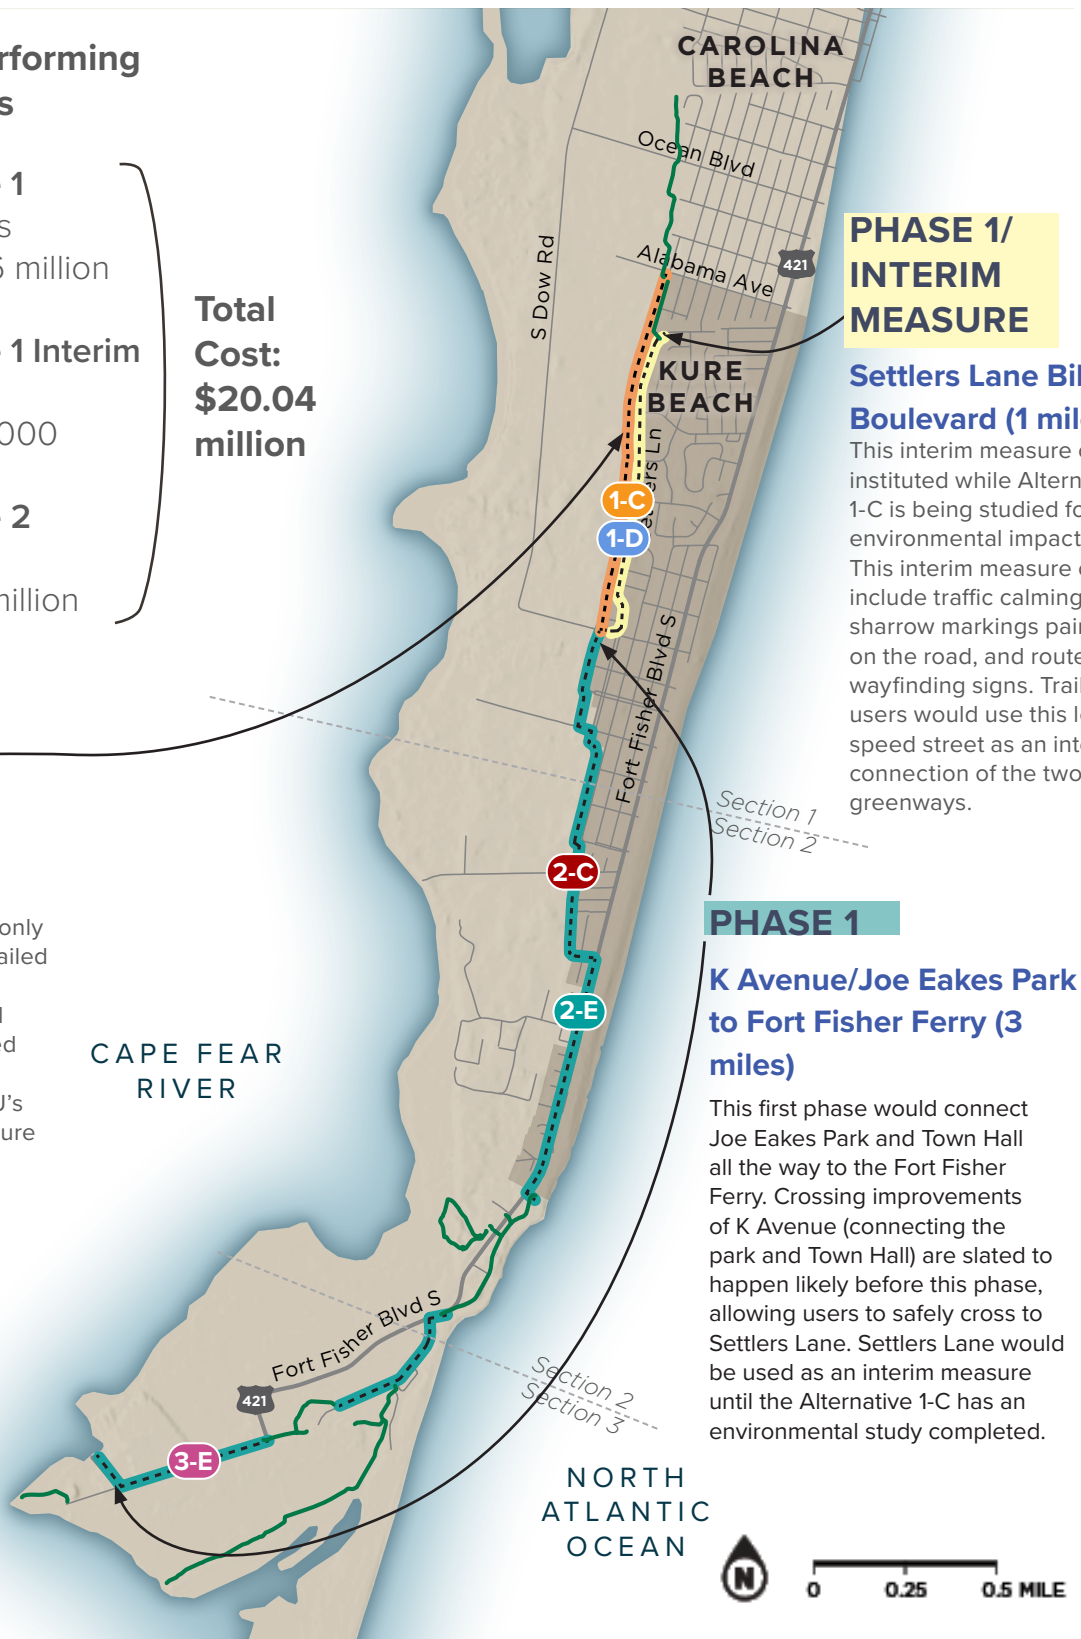 rforming
s
1
s
million
1 Interim
000
2
nillion
Total
Cost:
$20.04
million
only
ailed
ed
J's
ure
CAROLINA
BEACH
Ocean Blvd
S Dow Rd
Alabama Ave
421
KURE
BEACH
1-C
1-D
Fort Fisher Blvd S
Section 1
Section 2
2-C
2-E
CAPE FEAR
RIVER
Fort Fisher Blvd S
421
Section 2
Section 3
3-E
NORTH
ATLANTIC
OCEAN
PHASE 1/
INTERIM
MEASURE
Settlers Lane Bi
Boulevard (1 mil
This interim measure
instituted while Altern
1-C is being studied fo
environmental impact
This interim measure
include traffic calming
sharrow markings pai
on the road, and route
wayfinding signs. Trail
users would use this l
speed street as an int
connection of the two
greenways.
PHASE 1
K Avenue/Joe Eakes Park
to Fort Fisher Ferry (3
miles)
This first phase would connect
Joe Eakes Park and Town Hall
all the way to the Fort Fisher
Ferry. Crossing improvements
of K Avenue (connecting the
park and Town Hall) are slated to
happen likely before this phase,
allowing users to safely cross to
Settlers Lane. Settlers Lane would
be used as an interim measure
until the Alternative 1-C has an
environmental study completed.
N
0 0.25 0.5 MILE